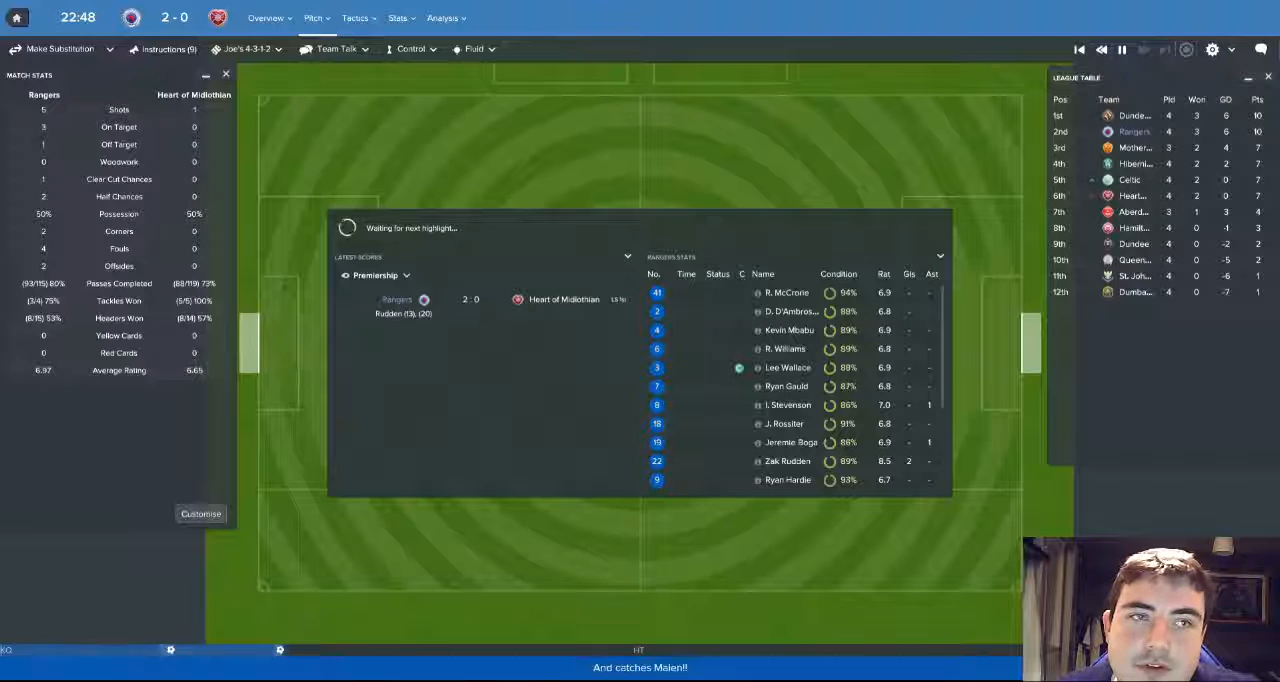 22:48 2 - 0 Overview Pitch Tactics Stats Analysis
Make Substitution Instructions (9) Joe's 4-3-1-2 Team Talk Control Fluid
MATCH STATS
Rangers Heart of Midlothian
5 Shots 1
3 On Target 0
1 Off Target 0
0 Woodwork 0
1 Clear Cut Chances 0
2 Half Chances 0
50% Possession 50%
2 Corners 0
4 Fouls 0
2 Offsides 0
(93/115) 80% Passes Completed (88/119) 73%
(3/4) 75% Tackles Won (5/5) 100%
(8/15) 53% Headers Won (8/14) 57%
0 Yellow Cards 0
0 Red Cards 0
6.97 Average Rating 6.65
Customise
Waiting for next highlight...
LATEST SCORES
Premiership
Rangers 2 : 0 Heart of Midlothian
Rudden (13), (20)
RANGERS STATS
No. Time Status C Name Condition Rat Gls Ast
41 R. McCrorie 94% 6.9 - -
2 D. D'Ambros... 88% 6.8 - -
4 Kevin Mbabu 89% 6.9 - -
6 R. Williams 89% 6.8 - -
3 Lee Wallace 88% 6.9 - -
7 Ryan Gauld 87% 6.8 - -
8 I. Stevenson 86% 7.0 - 1
18 J. Rossiter 91% 6.8 - -
19 Jeremie Boga 88% 6.9 - 1
22 Zak Rudden 89% 8.5 2 -
9 Ryan Hardie 93% 6.7 - -
LEAGUE TABLE
Pos Team Pld Won GD Pts
1st Dunde... 4 3 6 10
2nd Rangers 4 3 6 10
3rd Mother... 3 2 4 7
4th Hiberni... 4 2 2 7
5th Celtic 4 2 0 7
6th Heart... 4 2 0 7
7th Aberd... 3 1 3 4
8th Hamilt... 4 0 -1 3
9th Dundee 4 0 -2 2
10th Queen... 4 0 -5 2
11th St. Joh... 4 0 -6 1
12th Dumba... 4 0 -7 1
KO HT
And catches Maien!!